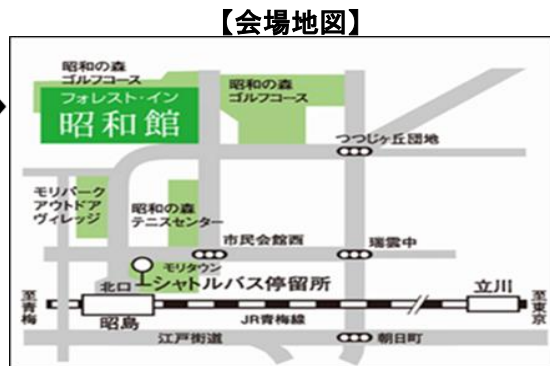 【会場地図】
昭和の森
ゴルフコース
フォレスト・イン
昭和館
昭和の森
ゴルフコース
つつじヶ丘団地
モリパーク
アウトドア
ヴィレッジ
昭和の森
テニスセンター
市民会館西
瑞雲中
モリタウン
北口
シャトルバス停留所
立川
至青梅
昭島
JR青梅線
至東京
江戸街道
朝日町